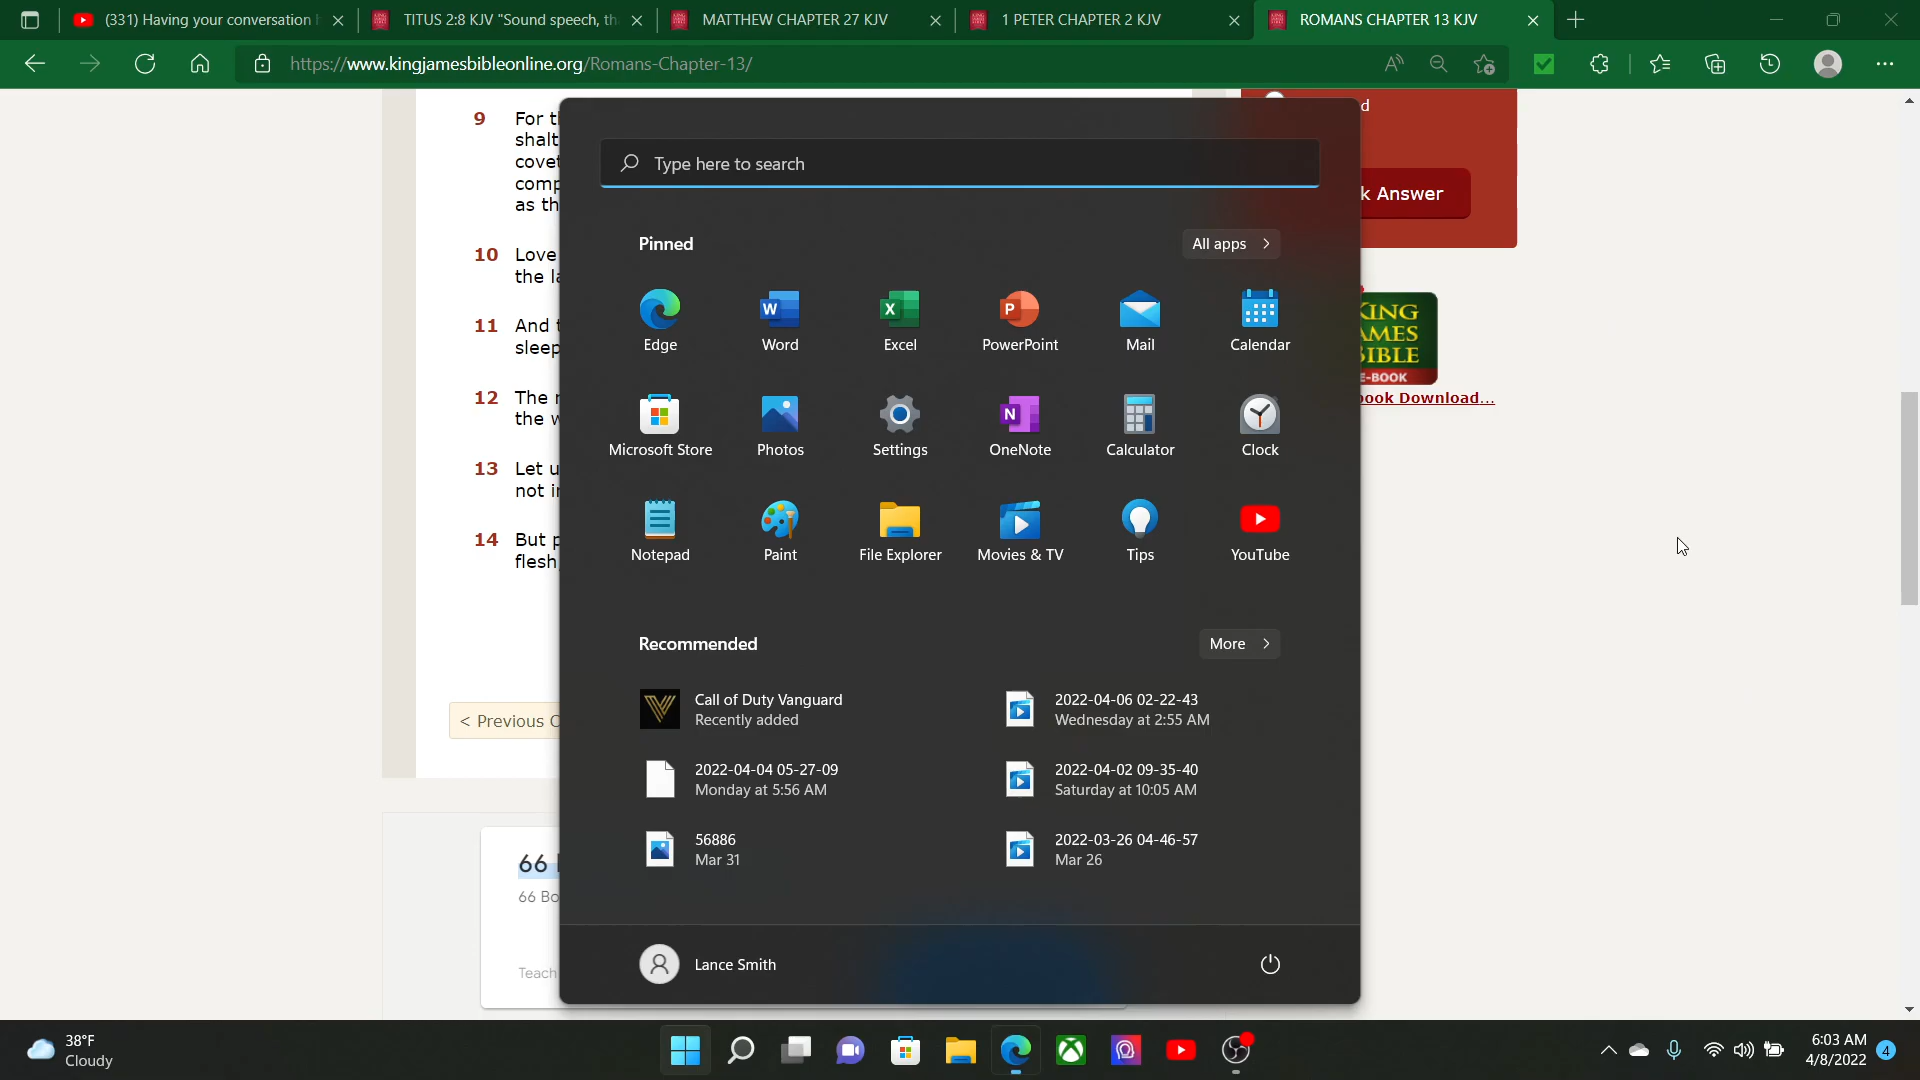 (331) Having your conversation
TITUS 2:8 KJV "Sound speech, th
MATTHEW CHAPTER 27 KJV
1 PETER CHAPTER 2 KJV
ROMANS CHAPTER 13 KJV
https://www.kingjamesbibleonline.org/Romans-Chapter-13/
9 For th
shalt
covet
comp
as th
10 Love
the la
11 And t
sleep
12 The
the w
13 Let u
not in
14 But p
flesh
< Previous C
66
66 Bo
Teach
d
k Answer
KING
JAMES
BIBLE
E-BOOK
book Download...
Type here to search
Pinned
All apps >
Edge
Word
Excel
PowerPoint
Mail
Calendar
Microsoft Store
Photos
Settings
OneNote
Calculator
Clock
Notepad
Paint
File Explorer
Movies & TV
Tips
YouTube
Recommended
More >
Call of Duty Vanguard
Recently added
2022-04-06 02-22-43
Wednesday at 2:55 AM
2022-04-04 05-27-09
Monday at 5:56 AM
2022-04-02 09-35-40
Saturday at 10:05 AM
56886
Mar 31
2022-03-26 04-46-57
Mar 26
Lance Smith
38°F
Cloudy
6:03 AM
4/8/2022
4